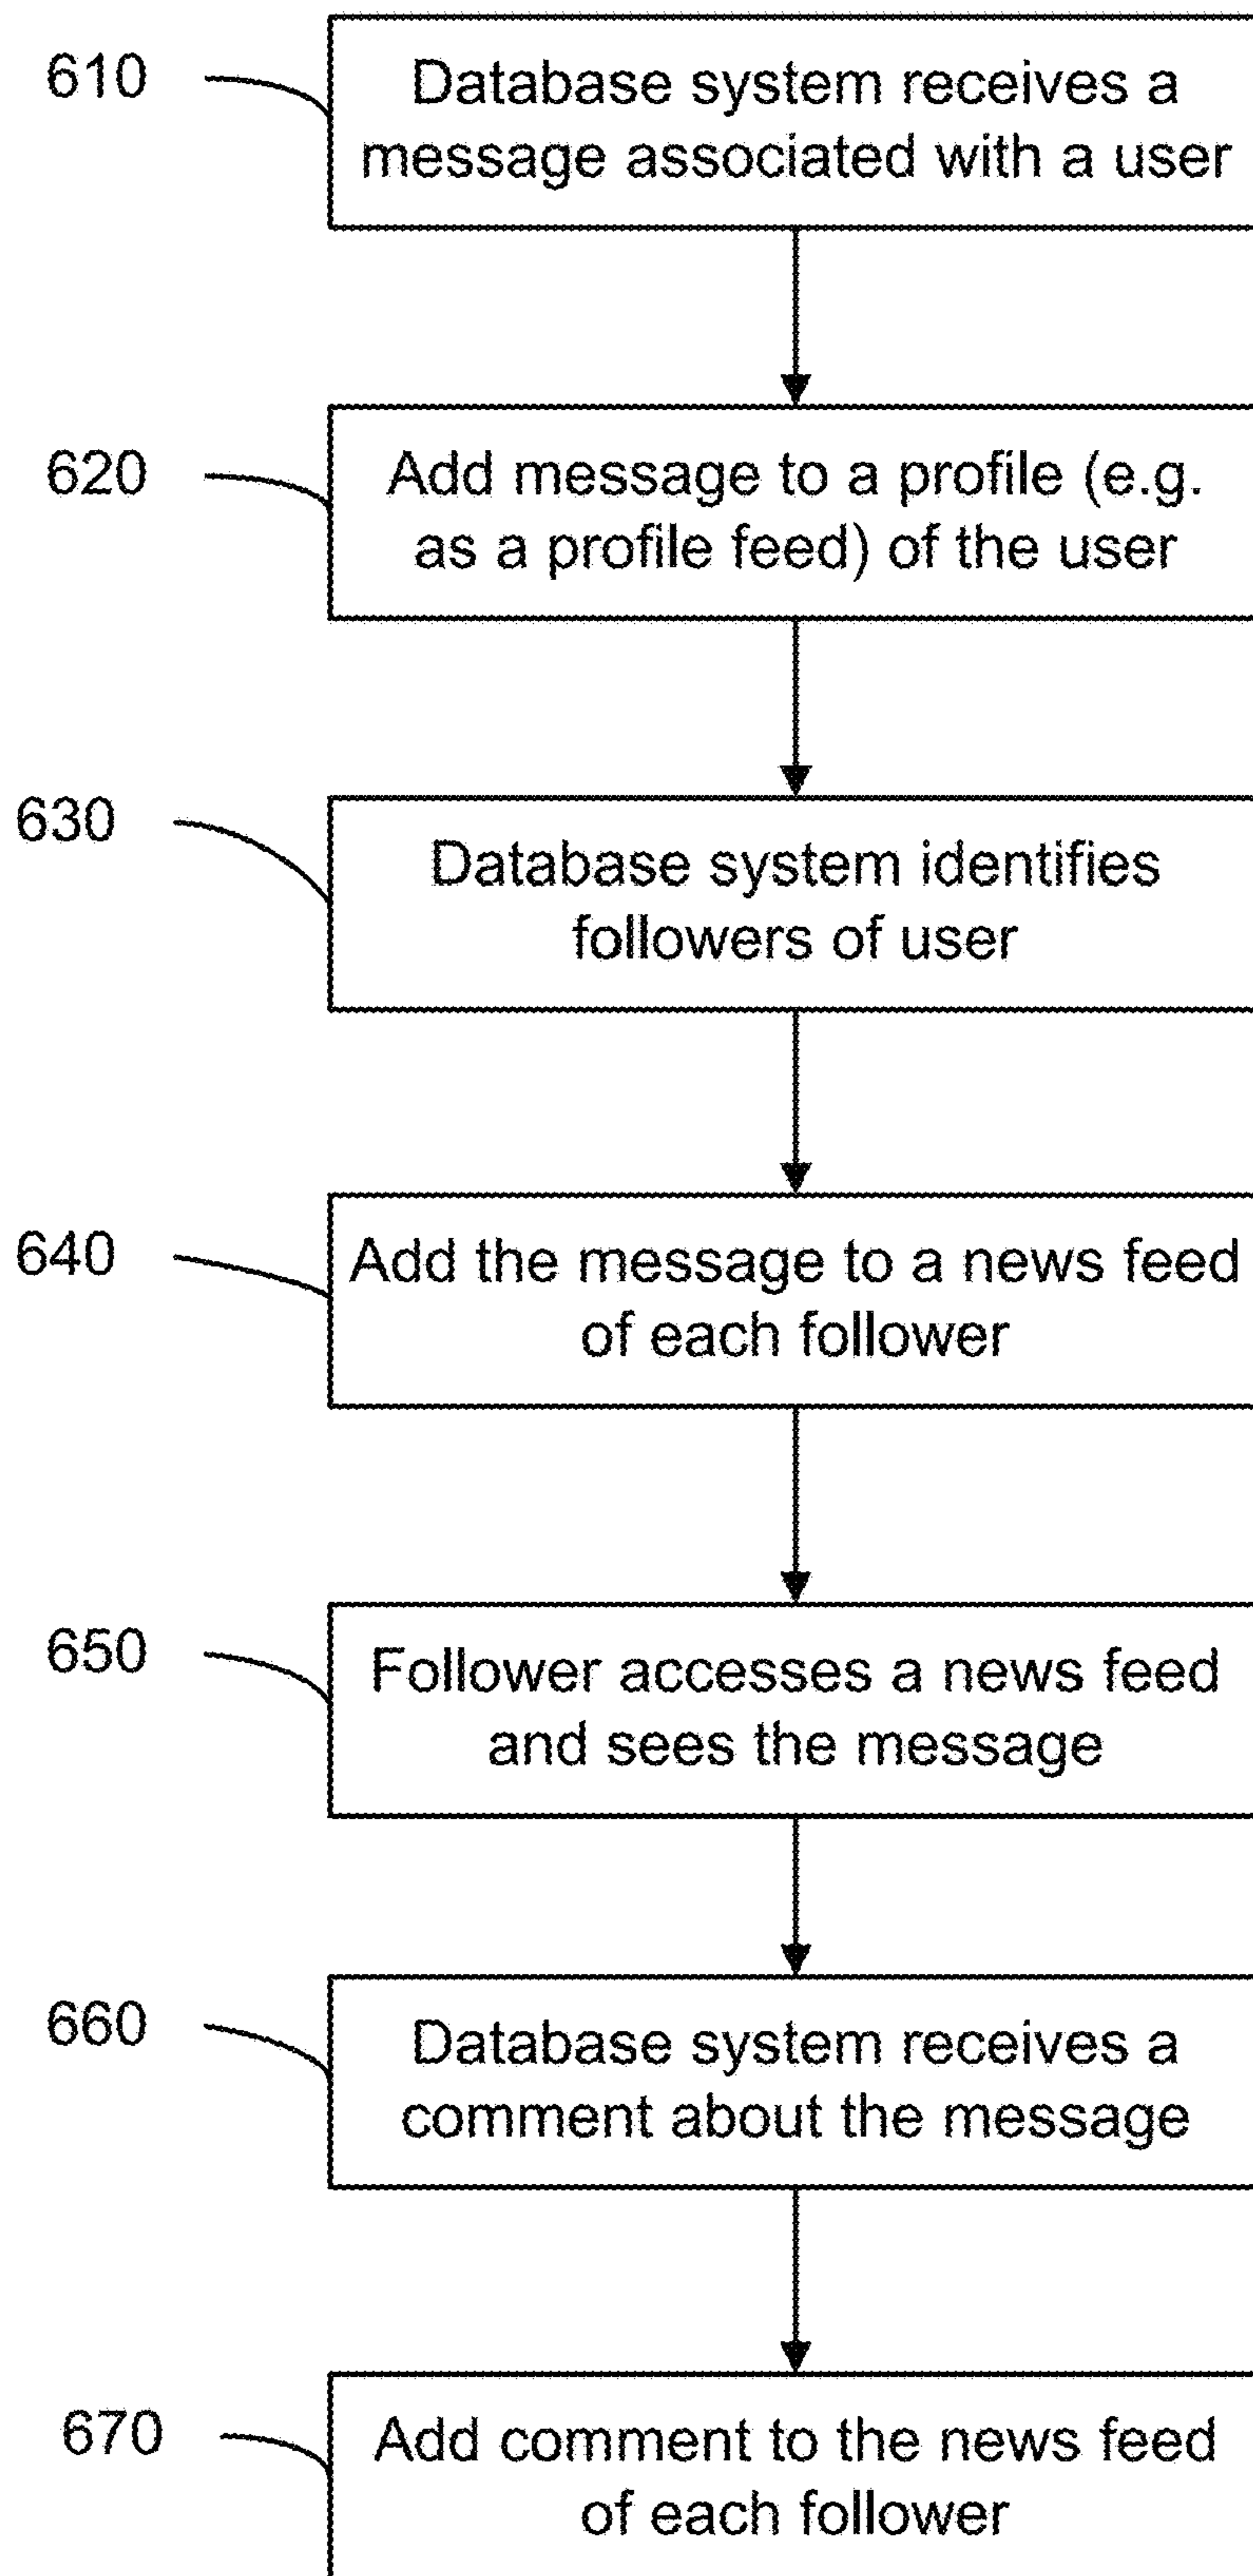 610
Database system receives a
message associated with a user
620
Add message to a profile (e.g.
as a profile feed) of the user
630
Database system identifies
followers of user
640
Add the message to a news feed
of each follower
650
Follower accesses a news feed
and sees the message
660
Database system receives a
comment about the message
670
Add comment to the news feed
of each follower